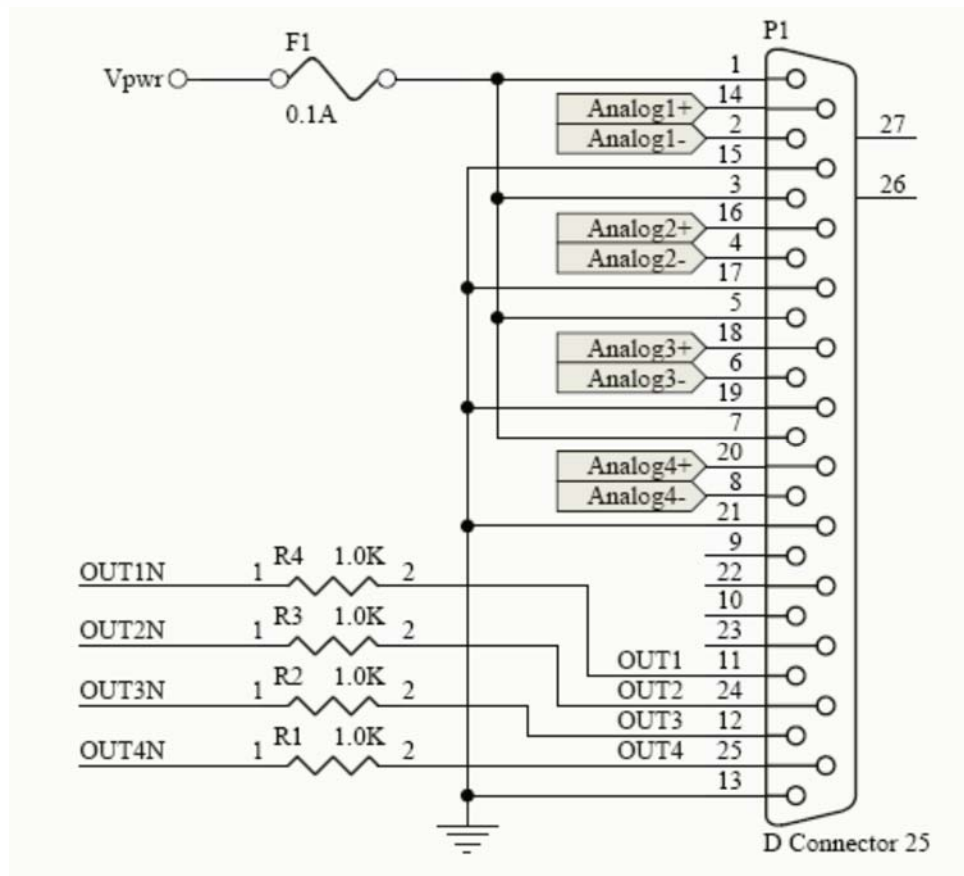 P1
F1
Vpwr
0.1A
1
Analog1+ 14
Analog1- 2
27
15
3
26
Analog2+ 16
Analog2- 4
17
5
Analog3+ 18
Analog3- 6
19
7
Analog4+ 20
Analog4- 8
21
9
OUT1N 1 R4 1.0K 2
22
10
OUT2N 1 R3 1.0K 2
23
OUT1 11
OUT3N 1 R2 1.0K 2
OUT2 24
OUT3 12
OUT4N 1 R1 1.0K 2
OUT4 25
13
D Connector 25